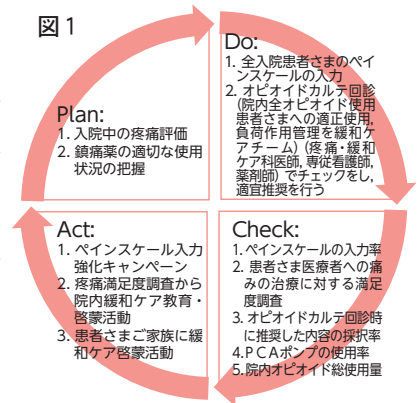 図1
Plan:
1. 入院中の疼痛評価
2. 鎮痛薬の適切な使用
状況の把握
Do:
1. 全入院患者さまのペイ
ンスケールの入力
2. オピオイドカルテ回診
(院内全オピオイド使用
患者さまへの適正使用,
負荷作用管理を緩和ケ
アチーム) (疼痛・緩和
ケア科医師, 専従看護師,
薬剤師) でチェックをし,
適宜推奨を行う
Act:
1. ペインスケール入力
強化キャンペーン
2. 疼痛満足度調査から
院内緩和ケア教育・
啓蒙活動
3. 患者さまご家族に緩
和ケア啓蒙活動
Check:
1. ペインスケールの入力率
2. 患者さま医療者への痛
みの治療に対する満足
度調査
3. オピオイドカルテ回診時
に推奨した内容の採択率
4. PCAポンプの使用率
5. 院内オピオイド総使用量